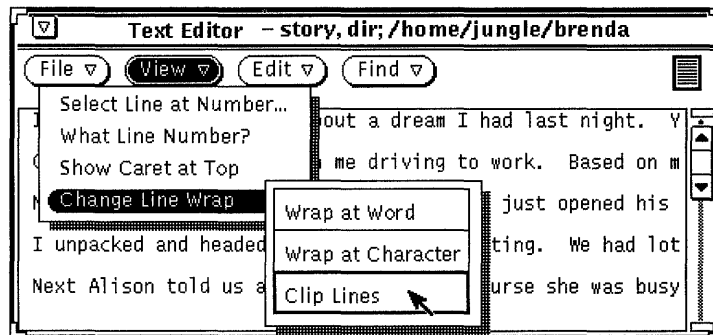 Text Editor – story, dir; /home/jungle/brenda
File View Edit Find
Select Line at Number...
What Line Number?
Show Caret at Top
Change Line Wrap
Wrap at Word
Wrap at Character
Clip Lines
I out a dream I had last night. Y
me driving to work. Based on m
just opened his
I unpacked and headed ting. We had lot
Next Alison told us a urse she was busy